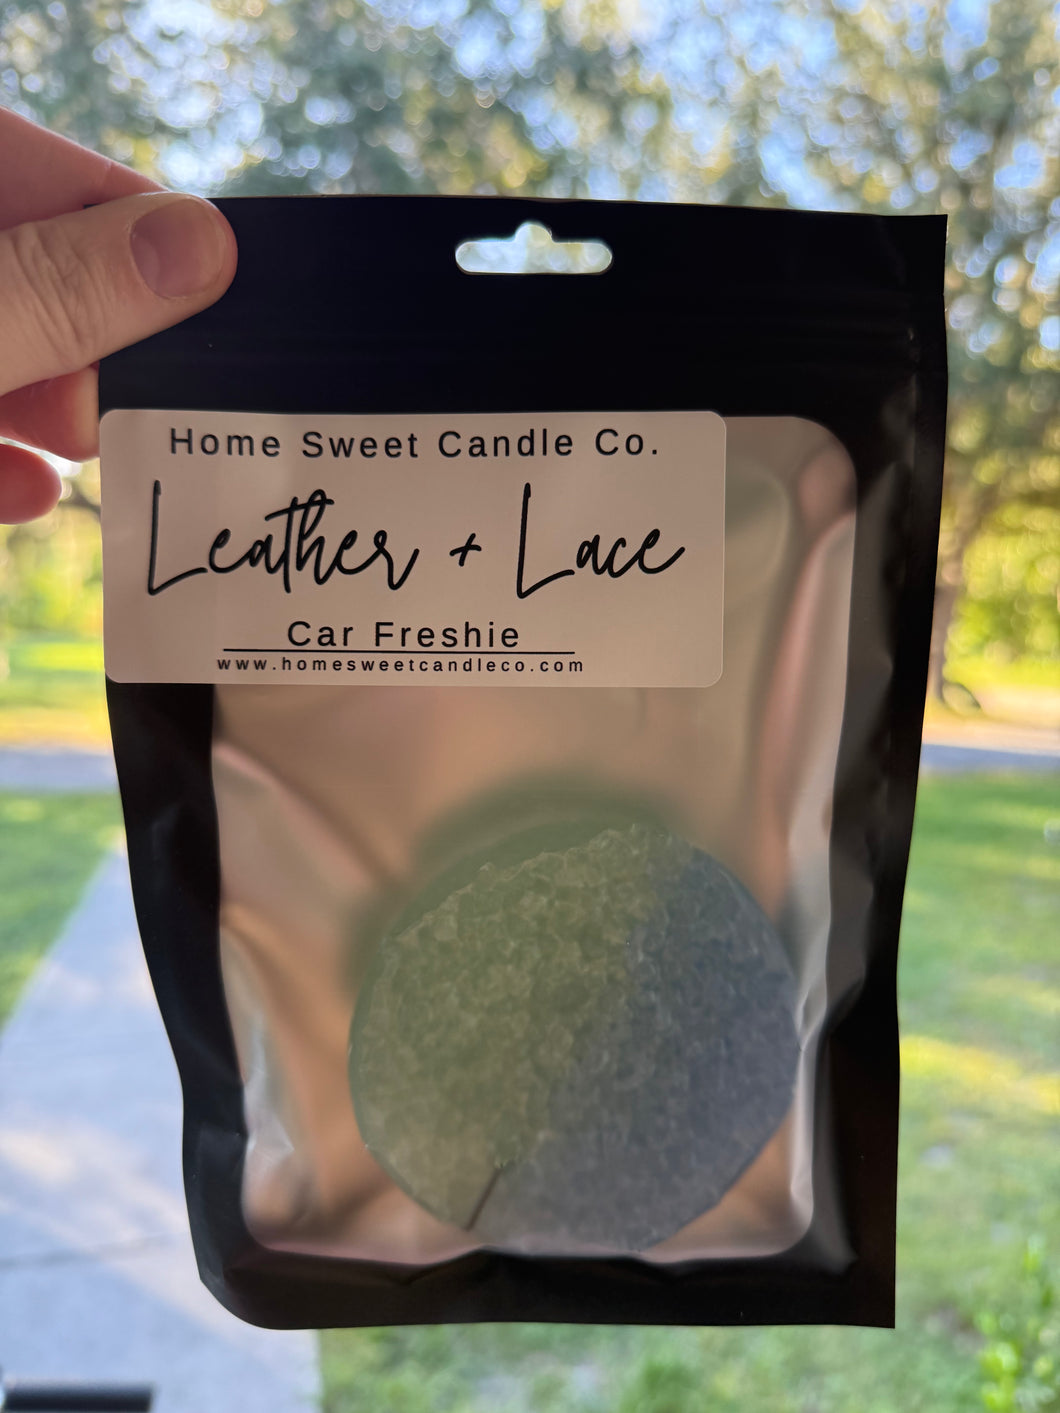 Home Sweet Candle Co.
Leather + Lace
Car Freshie
www.homesweetcandleco.com